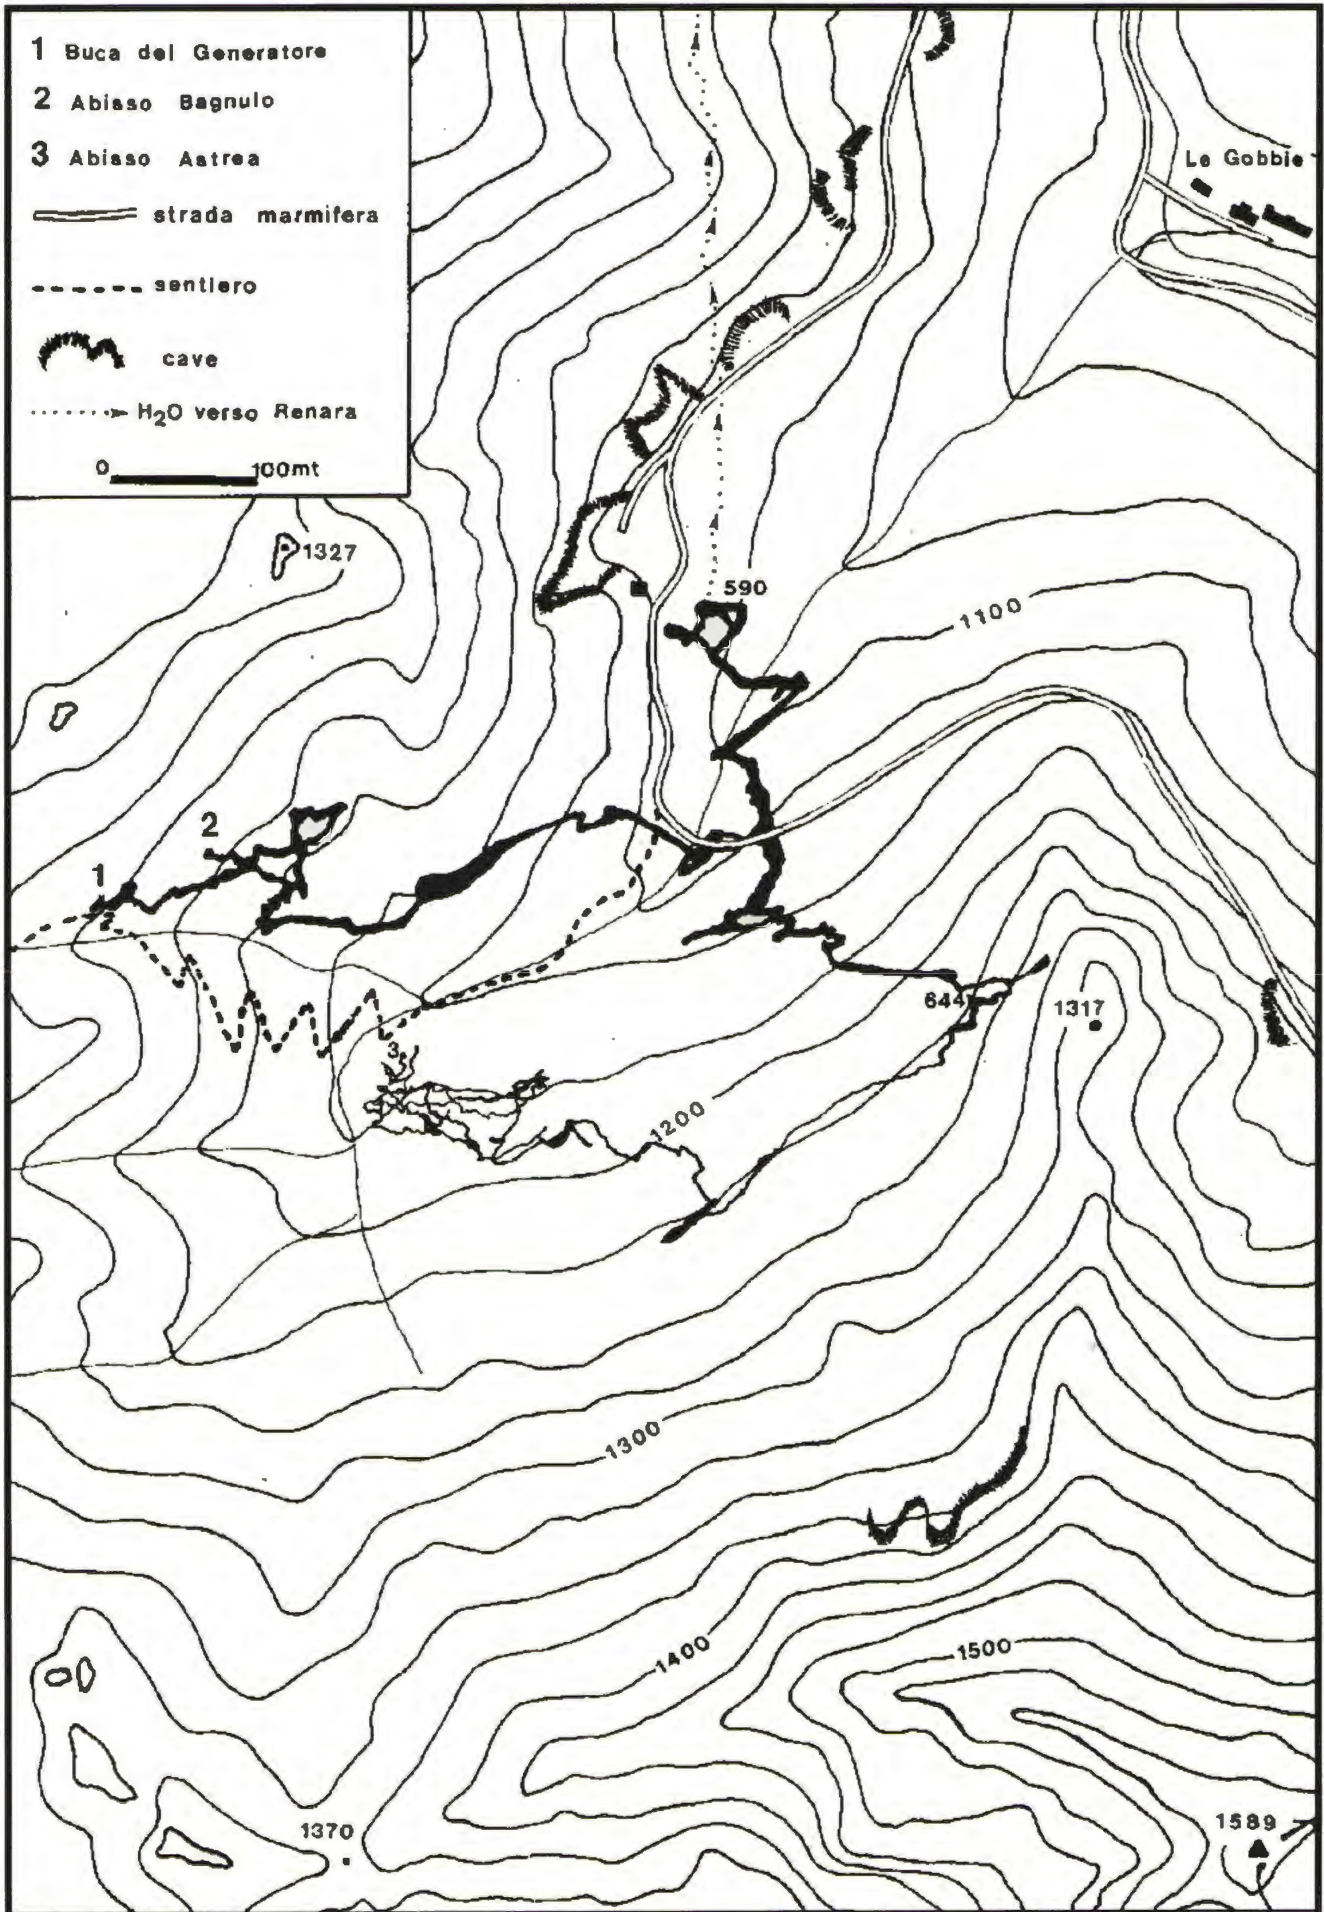 1 Buca del Generatore
2 Abisso Bagnulo
3 Abisso Astrea
strada marmifera
sentiero
cave
H₂O verso Renara
0 100mt
Le Gobbie
1327
590
1100
2
1
644
1317
3
1200
1300
1400
1500
1370
1589